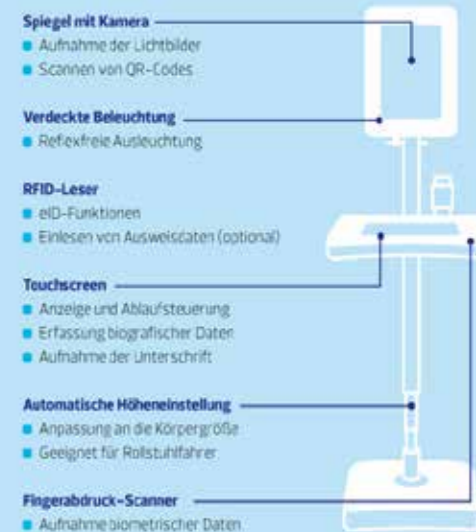 Spiegel mit Kamera
Aufnahme der Lichtbilder
Scannen von QR-Codes
Verdeckte Beleuchtung
Reflexfreie Ausleuchtung
RFID-Leser
eID-Funktionen
Einlesen von Ausweisdaten (optional)
Touchscreen
Anzeige und Ablaufsteuerung
Erfassung biografischer Daten
Aufnahme der Unterschrift
Automatische Höheneinstellung
Anpassung an die Körpergröße
Geeignet für Rollstuhlfahrer
Fingerabdruck-Scanner
Aufnahme biometrischer Daten